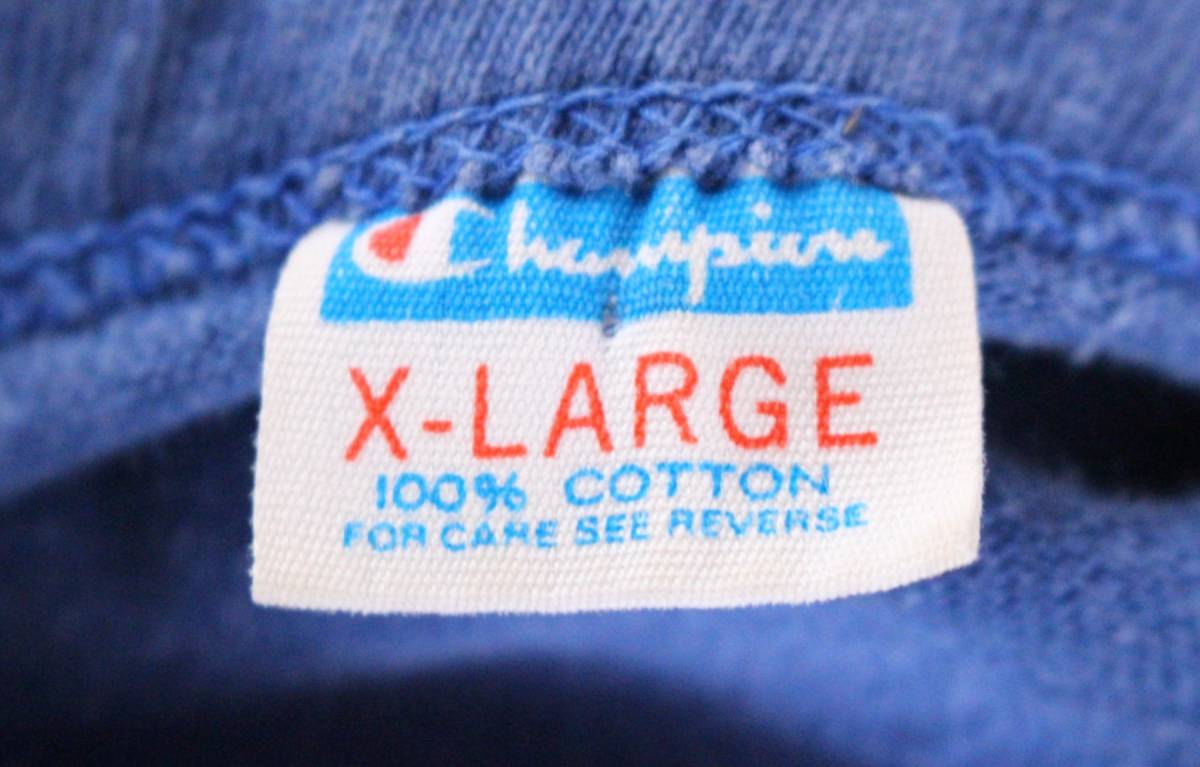 Champion
X-LARGE
100% COTTON
FOR CARE SEE REVERSE